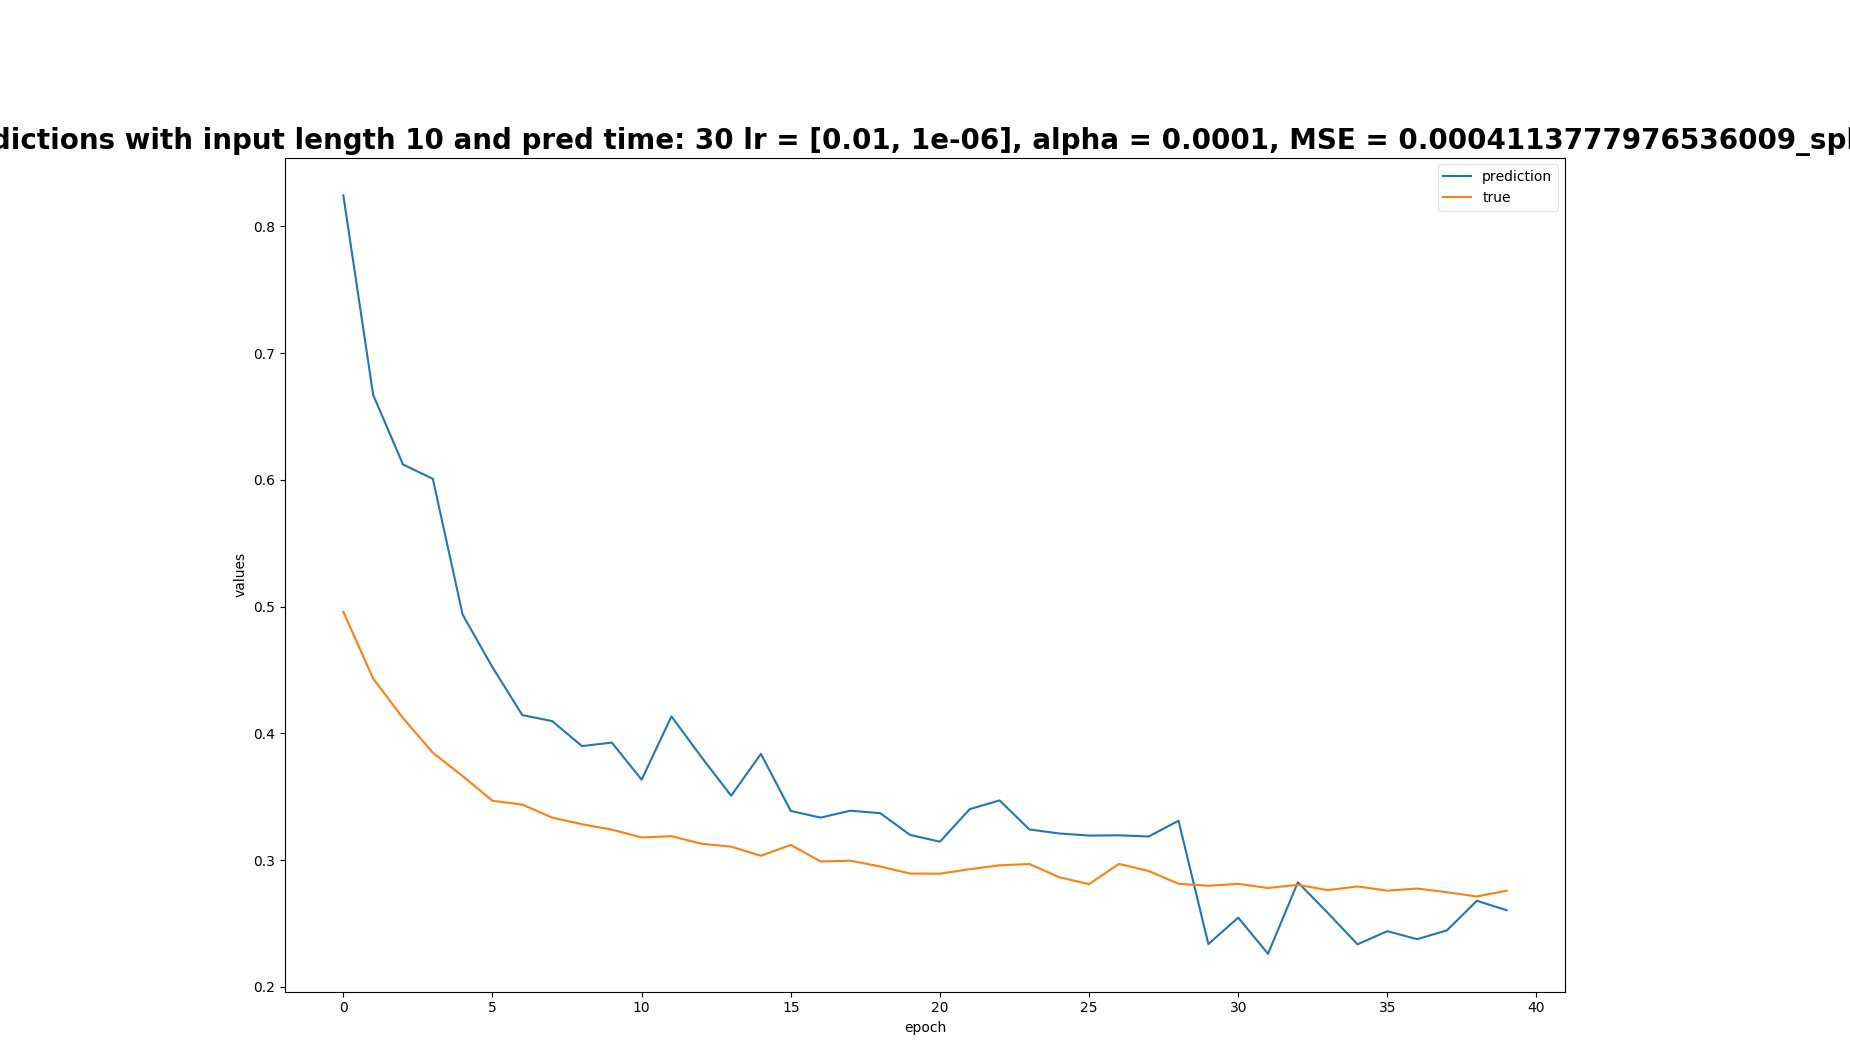 dictions with input length 10 and pred time: 30 lr = [0.01, 1e-06], alpha = 0.0001, MSE = 0.0004113777976536009_spl
prediction
true
0.8
0.7
0.6
0.5
0.4
0.3
0.2
values
0 5 10 15 20 25 30 35 40
epoch